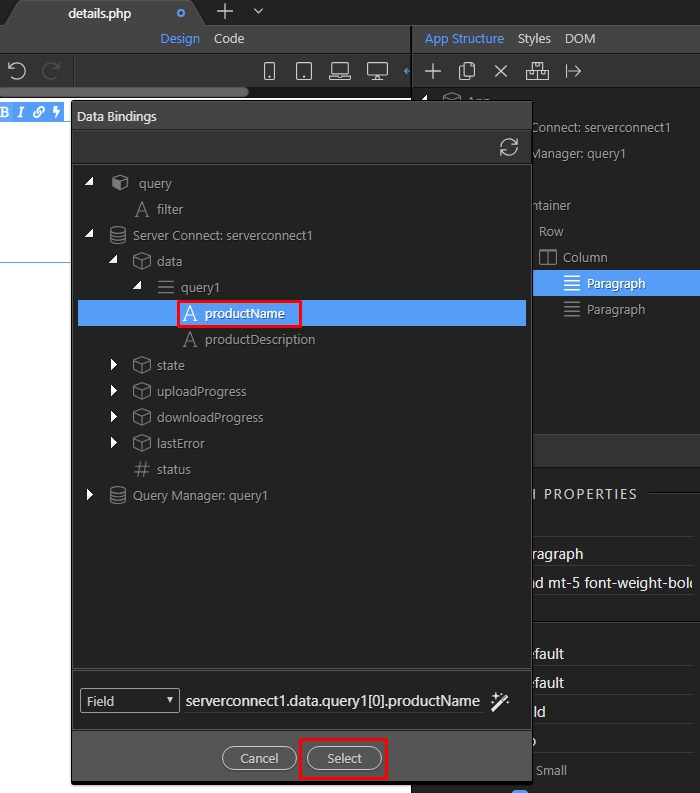 details.php
Design Code
App Structure Styles DOM
B I
App
Data Bindings
Connect: serverconnect1
Manager: query1
query
filter
ntainer
Server Connect: serverconnect1
Row
data
Column
query1
Paragraph
productName
Paragraph
productDescription
state
uploadProgress
downloadProgress
lastError
# status
Query Manager: query1
H PROPERTIES
ragraph
nd mt-5 font-weight-bold
efault
efault
Field
serverconnect1.data.query1[0].productName
ld
Cancel Select
Small